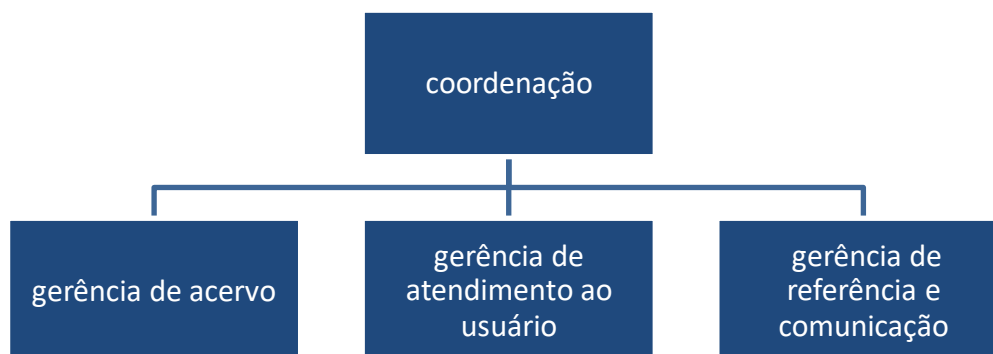 coordenação
gerência de acervo
gerência de
atendimento ao
usuário
gerência de
referência e
comunicação